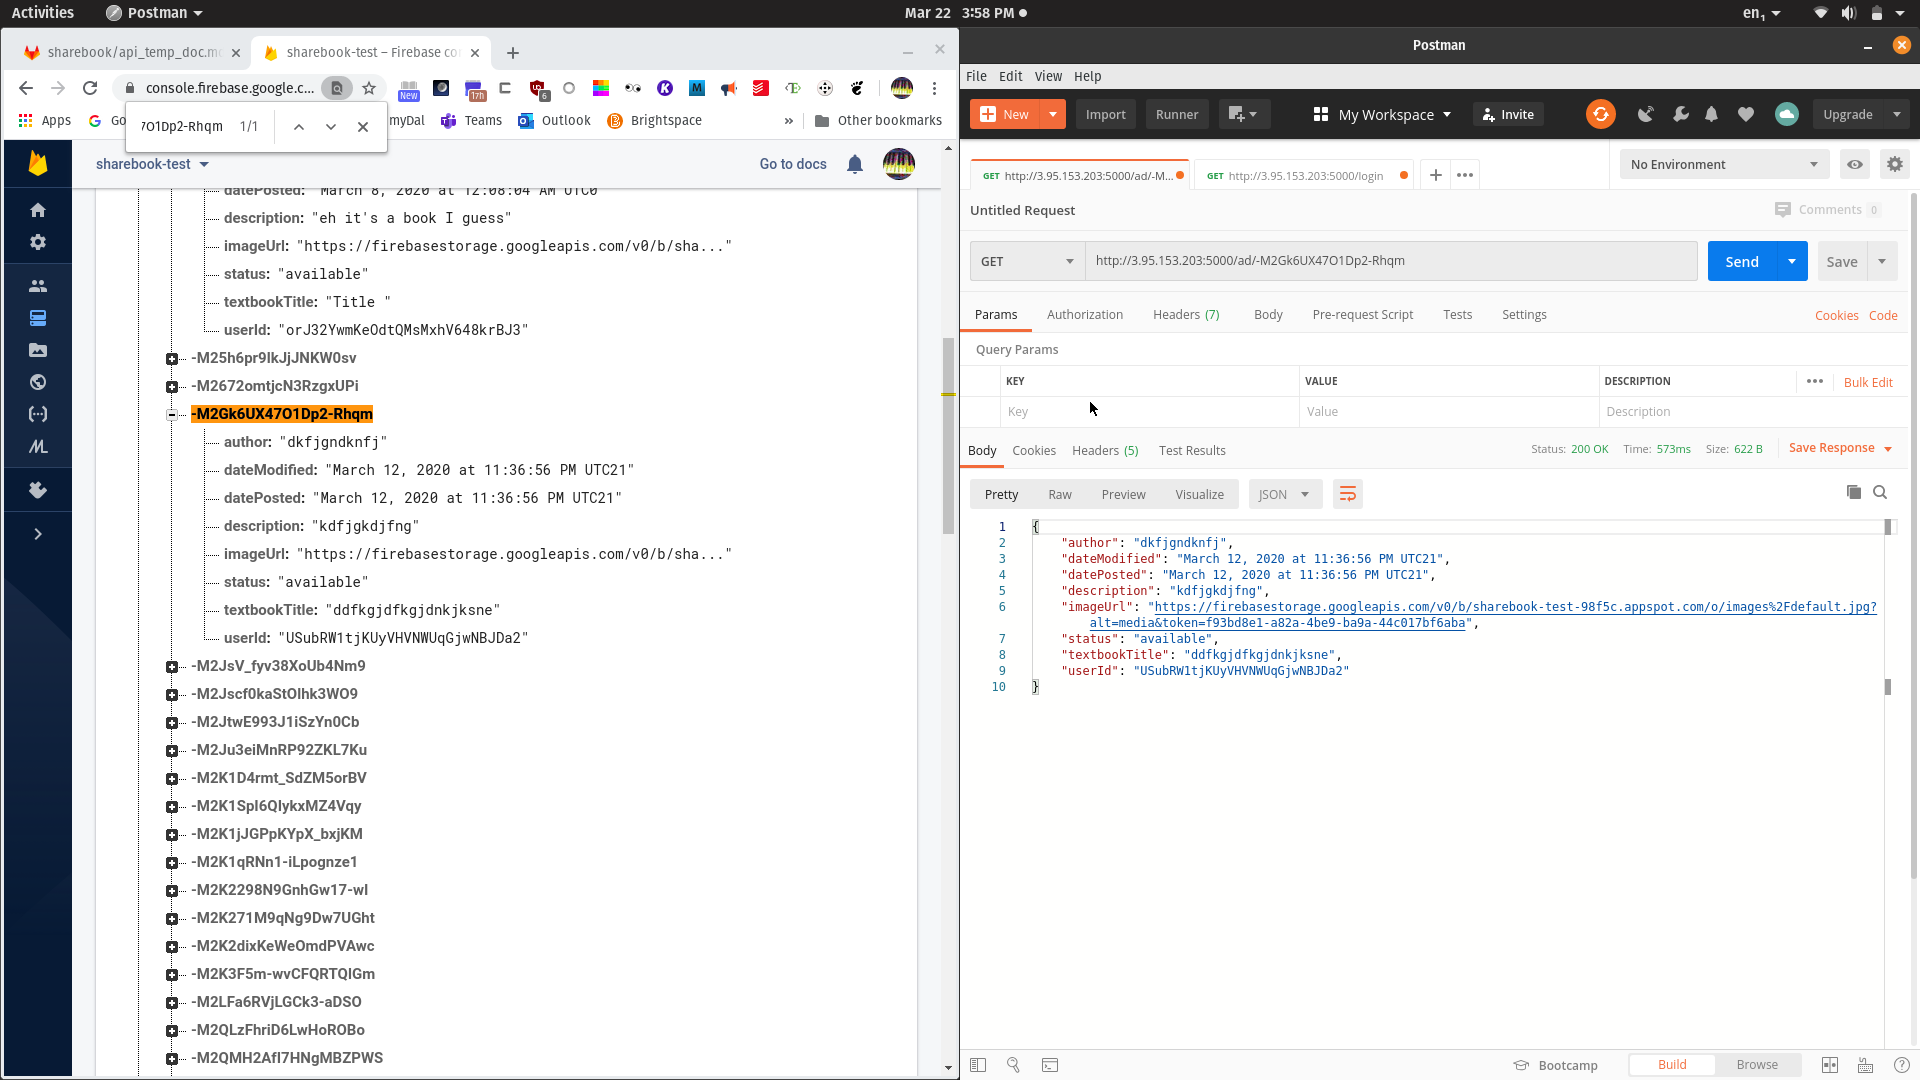 Activities
Postman
Mar 22  3:58 PM
en1
sharebook/api_temp_doc.m
sharebook-test – Firebase co
console.firebase.google.c...
New
17h
6
Apps
Go
myDal
Teams
Outlook
Brightspace
»
Other bookmarks
7O1Dp2-Rhqm 1/1
sharebook-test
Go to docs
datePosted: "March 8, 2020 at 12:08:04 AM UTC0
description: "eh it's a book I guess"
imageUrl: "https://firebasestorage.googleapis.com/v0/b/sha..."
status: "available"
textbookTitle: "Title "
userId: "orJ32YwmKeOdtQMsMxhV648krBJ3"
-M25h6pr9lkJjJNKW0sv
-M2672omtjcN3RzgxUPi
-M2Gk6UX47O1Dp2-Rhqm
author: "dkfjgndknfj"
dateModified: "March 12, 2020 at 11:36:56 PM UTC21"
datePosted: "March 12, 2020 at 11:36:56 PM UTC21"
description: "kdfjgkdjfng"
imageUrl: "https://firebasestorage.googleapis.com/v0/b/sha..."
status: "available"
textbookTitle: "ddfkgjdfkgjdnkjksne"
userId: "USubRW1tjKUyVHVNWUqGjwNBJDa2"
-M2JsV_fyv38XoUb4Nm9
-M2Jscf0kaStOlhk3WO9
-M2JtwE993J1iSzYn0Cb
-M2Ju3eiMnRP92ZKL7Ku
-M2K1D4rmt_SdZM5orBV
-M2K1Spl6QIykxMZ4Vqy
-M2K1jJGPpKYpX_bxjKM
-M2K1qRNn1-iLpognze1
-M2K2298N9GnhGw17-wI
-M2K271M9qNg9Dw7UGht
-M2K2dixKeWeOmdPVAwc
-M2K3F5m-wvCFQRTQIGm
-M2LFa6RVjLGCk3-aDSO
-M2QLzFhriD6LwHoROBo
-M2QMH2AfI7HNgMBZPWS
Postman
File Edit View Help
New
Import
Runner
My Workspace
Invite
Upgrade
GET http://3.95.153.203:5000/ad/-M...
GET http://3.95.153.203:5000/login
No Environment
Untitled Request
Comments 0
GET
http://3.95.153.203:5000/ad/-M2Gk6UX47O1Dp2-Rhqm
Send
Save
Params Authorization Headers (7) Body Pre-request Script Tests Settings Cookies Code
Query Params
KEY VALUE DESCRIPTION ••• Bulk Edit
Key Value Description
Body Cookies Headers (5) Test Results Status: 200 OK Time: 573ms Size: 622 B Save Response
Pretty Raw Preview Visualize JSON
1 {
2 "author": "dkfjgndknfj",
3 "dateModified": "March 12, 2020 at 11:36:56 PM UTC21",
4 "datePosted": "March 12, 2020 at 11:36:56 PM UTC21",
5 "description": "kdfjgkdjfng",
6 "imageUrl": "https://firebasestorage.googleapis.com/v0/b/sharebook-test-98f5c.appspot.com/o/images%2Fdefault.jpg?
alt=media&token=f93bd8e1-a82a-4be9-ba9a-44c017bf6aba",
7 "status": "available",
8 "textbookTitle": "ddfkgjdfkgjdnkjksne",
9 "userId": "USubRW1tjKUyVHVNWUqGjwNBJDa2"
10 }
Bootcamp
Build
Browse